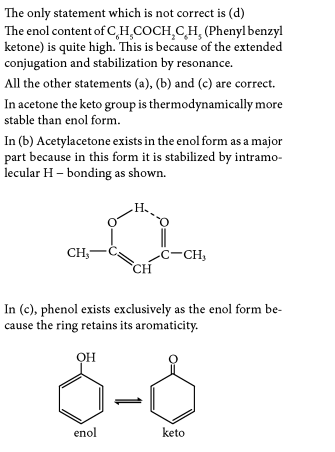 The only statement which is not correct is (d)
The enol content of C₆H₅COCH₂C₆H₅ (Phenyl benzyl
ketone) is quite high. This is because of the extended
conjugation and stabilization by resonance.
All the other statements (a), (b) and (c) are correct.
In acetone the keto group is thermodynamically more
stable than enol form.
In (b) Acetylacetone exists in the enol form as a major
part because in this form it is stabilized by intramo-
lecular H – bonding as shown.
H
O O
CH₃—C C—CH₃
CH
In (c), phenol exists exclusively as the enol form be-
cause the ring retains its aromaticity.
OH O
enol keto